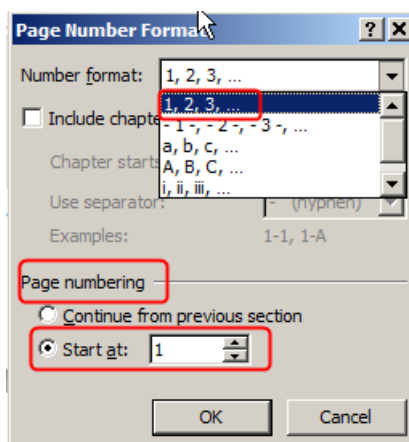 Page Number Format
Number format: 1, 2, 3, ...
1, 2, 3, ...
Include chapte - 1 -, - 2 -, - 3 -, ...
a, b, c, ...
Chapter starts A, B, C, ...
i, ii, iii, ...
Use separator: - (hyphen)
Examples: 1-1, 1-A
Page numbering
Continue from previous section
Start at: 1
OK Cancel